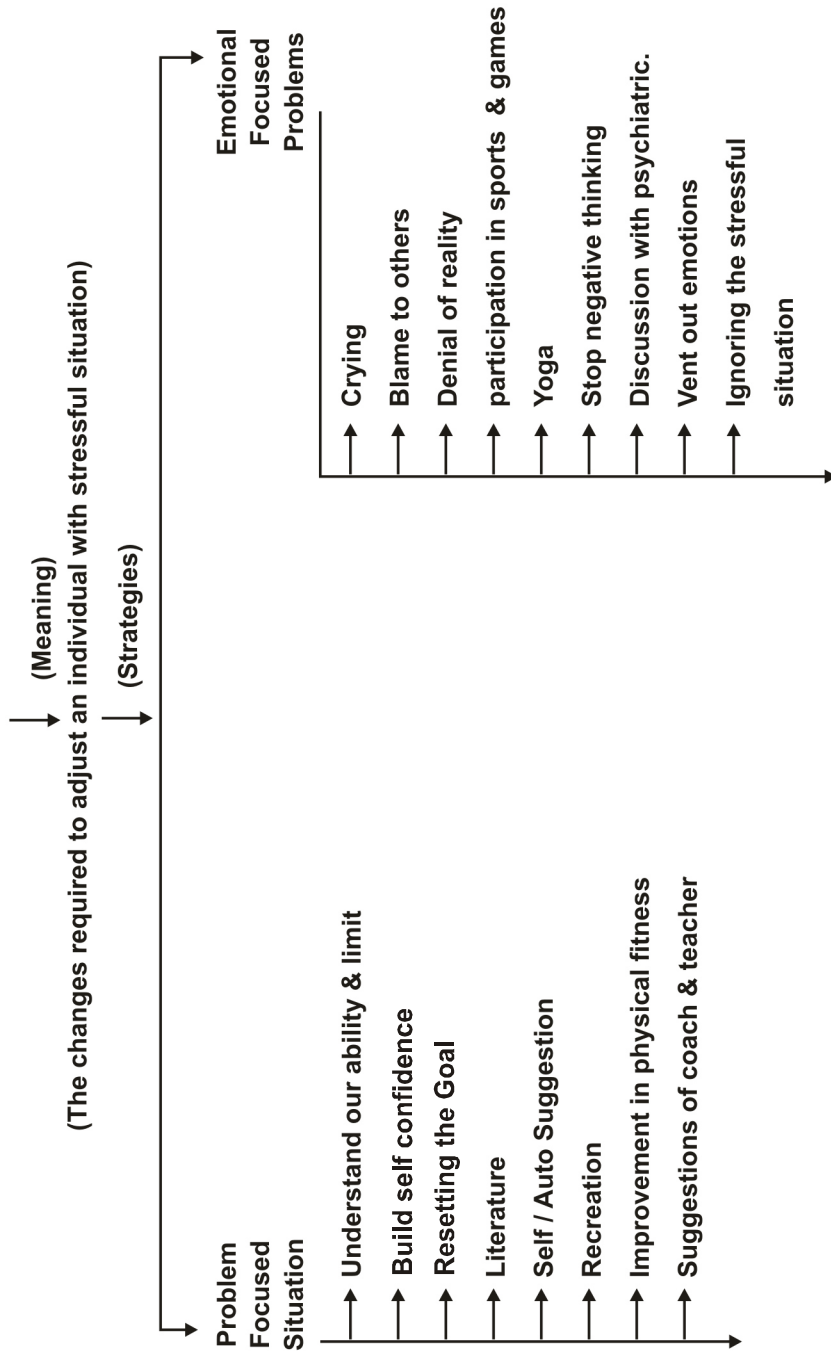 (Meaning)
(The changes required to adjust an individual with stressful situation)
(Strategies)
Problem
Focused
Situation
Understand our ability & limit
Build self confidence
Resetting the Goal
Literature
Self / Auto Suggestion
Recreation
Improvement in physical fitness
Suggestions of coach & teacher
Emotional
Focused
Problems
Crying
Blame to others
Denial of reality
participation in sports & games
Yoga
Stop negative thinking
Discussion with psychiatric.
Vent out emotions
Ignoring the stressful
situation